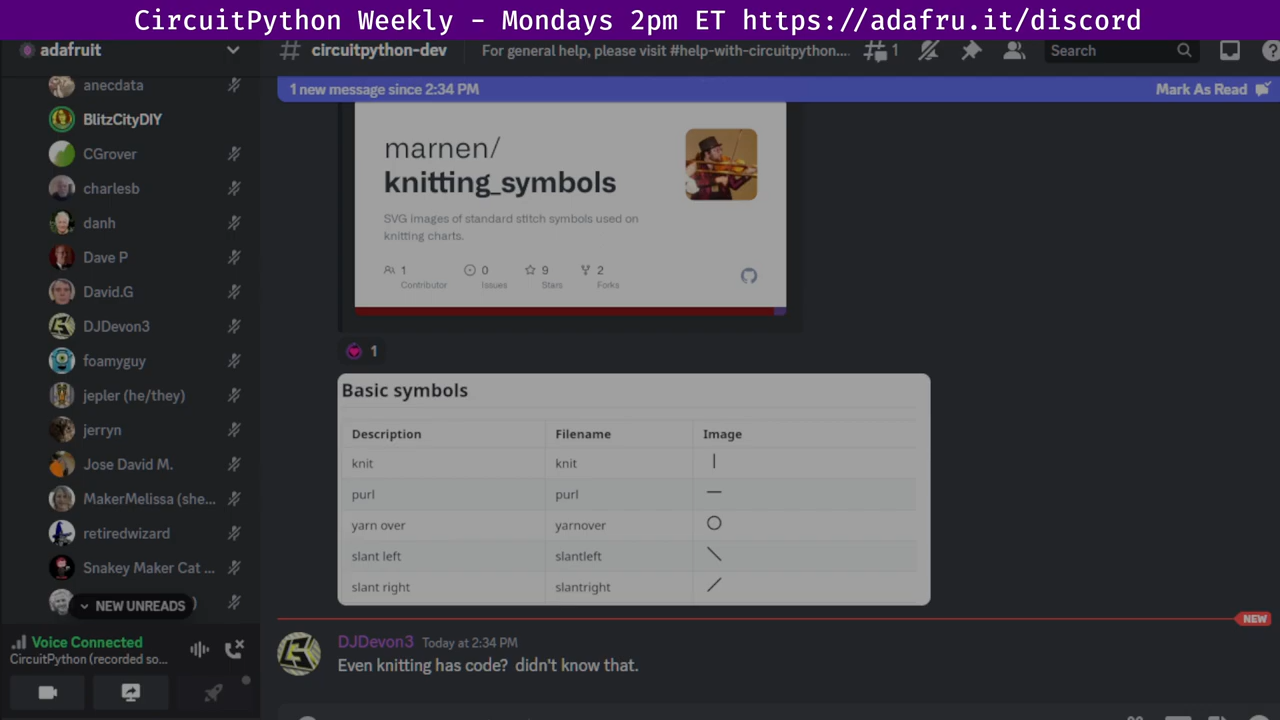 CircuitPython Weekly - Mondays 2pm ET https://adafru.it/discord
adafruit
# circuitpython-dev
For general help, please visit #help-with-circuitpython...
1
Search
1 new message since 2:34 PM
Mark As Read
anecdata
BlitzCityDIY
CGrover
charlesb
danh
Dave P
David.G
DJDevon3
foamyguy
jepler (he/they)
jerryn
Jose David M.
MakerMelissa (she...
retiredwizard
Snakey Maker Cat ...
NEW UNREADS
Voice Connected
CircuitPython (recorded so...
marnen/
knitting_symbols
SVG images of standard stitch symbols used on
knitting charts.
1
Contributor
0
Issues
9
Stars
2
Forks
1
Basic symbols
Description Filename Image
knit knit
purl purl
yarn over yarnover
slant left slantleft
slant right slantright
NEW
DJDevon3 Today at 2:34 PM
Even knitting has code? didn't know that.